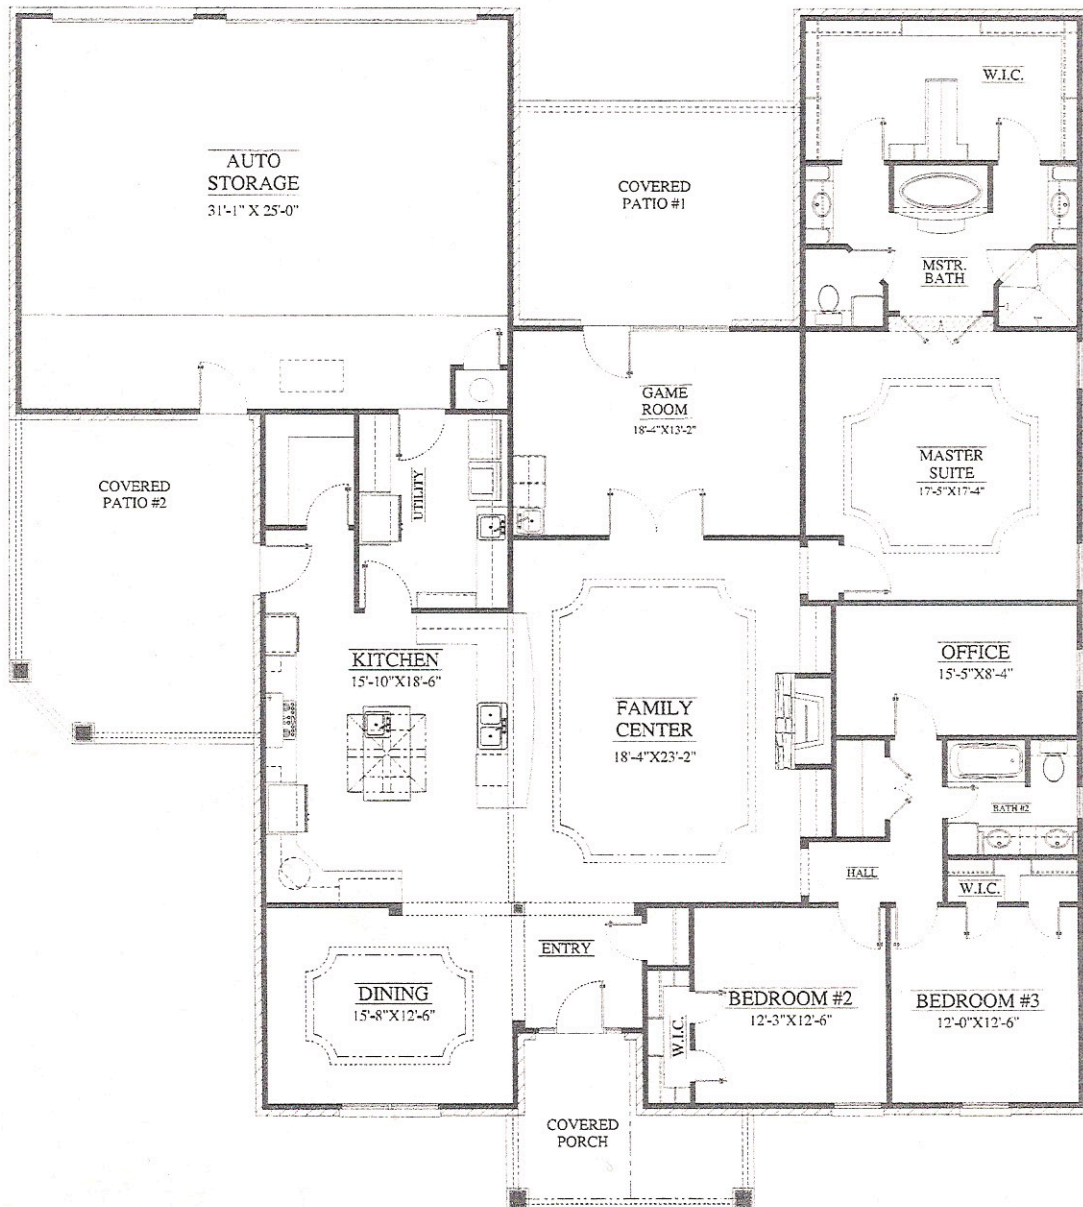 W.I.C.
AUTO
STORAGE
31'-1" X 25'-0"
COVERED
PATIO #1
MSTR.
BATH
GAME
ROOM
18'-4"X13'-2"
MASTER
SUITE
17'-5"X17'-4"
COVERED
PATIO #2
UTILITY
KITCHEN
15'-10"X18'-6"
OFFICE
15'-5"X8'-4"
FAMILY
CENTER
18'-4"X23'-2"
BATH #2
HALL
W.I.C.
ENTRY
DINING
15'-8"X12'-6"
W.I.C.
BEDROOM #2
12'-3"X12'-6"
BEDROOM #3
12'-0"X12'-6"
COVERED
PORCH